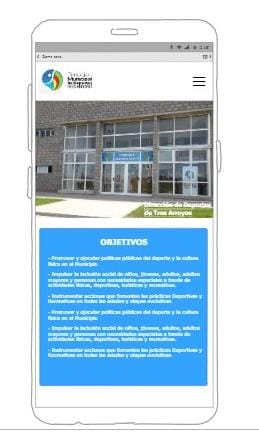 Municipal
de Deportes
TRES ARROYOS
Dirección de Deportes
de Tres Arroyos
OBJETIVOS
- Promover y ejecutar políticas públicas del deporte y la cultura
física en el Municipio
- Impulsar la inclusión social de niños, jóvenes, adultos, adultos
mayores y personas con necesidades especiales a través de
actividades físicas, deportivas, turísticas y recreativas.
- Instrumentar acciones que fomenten las prácticas Deportivas y
Recreativas en todas las edades y etapas evolutivas
- Promover y ejecutar políticas públicas del deporte y la cultura
física en el Municipio
- Impulsar la inclusión social de niños, jóvenes, adultos, adultos
mayores y personas con necesidades especiales a través de
actividades físicas, deportivas, turísticas y recreativas.
- Instrumentar acciones que fomenten las prácticas Deportivas y
Recreativas en todas las edades y etapas evolutivas